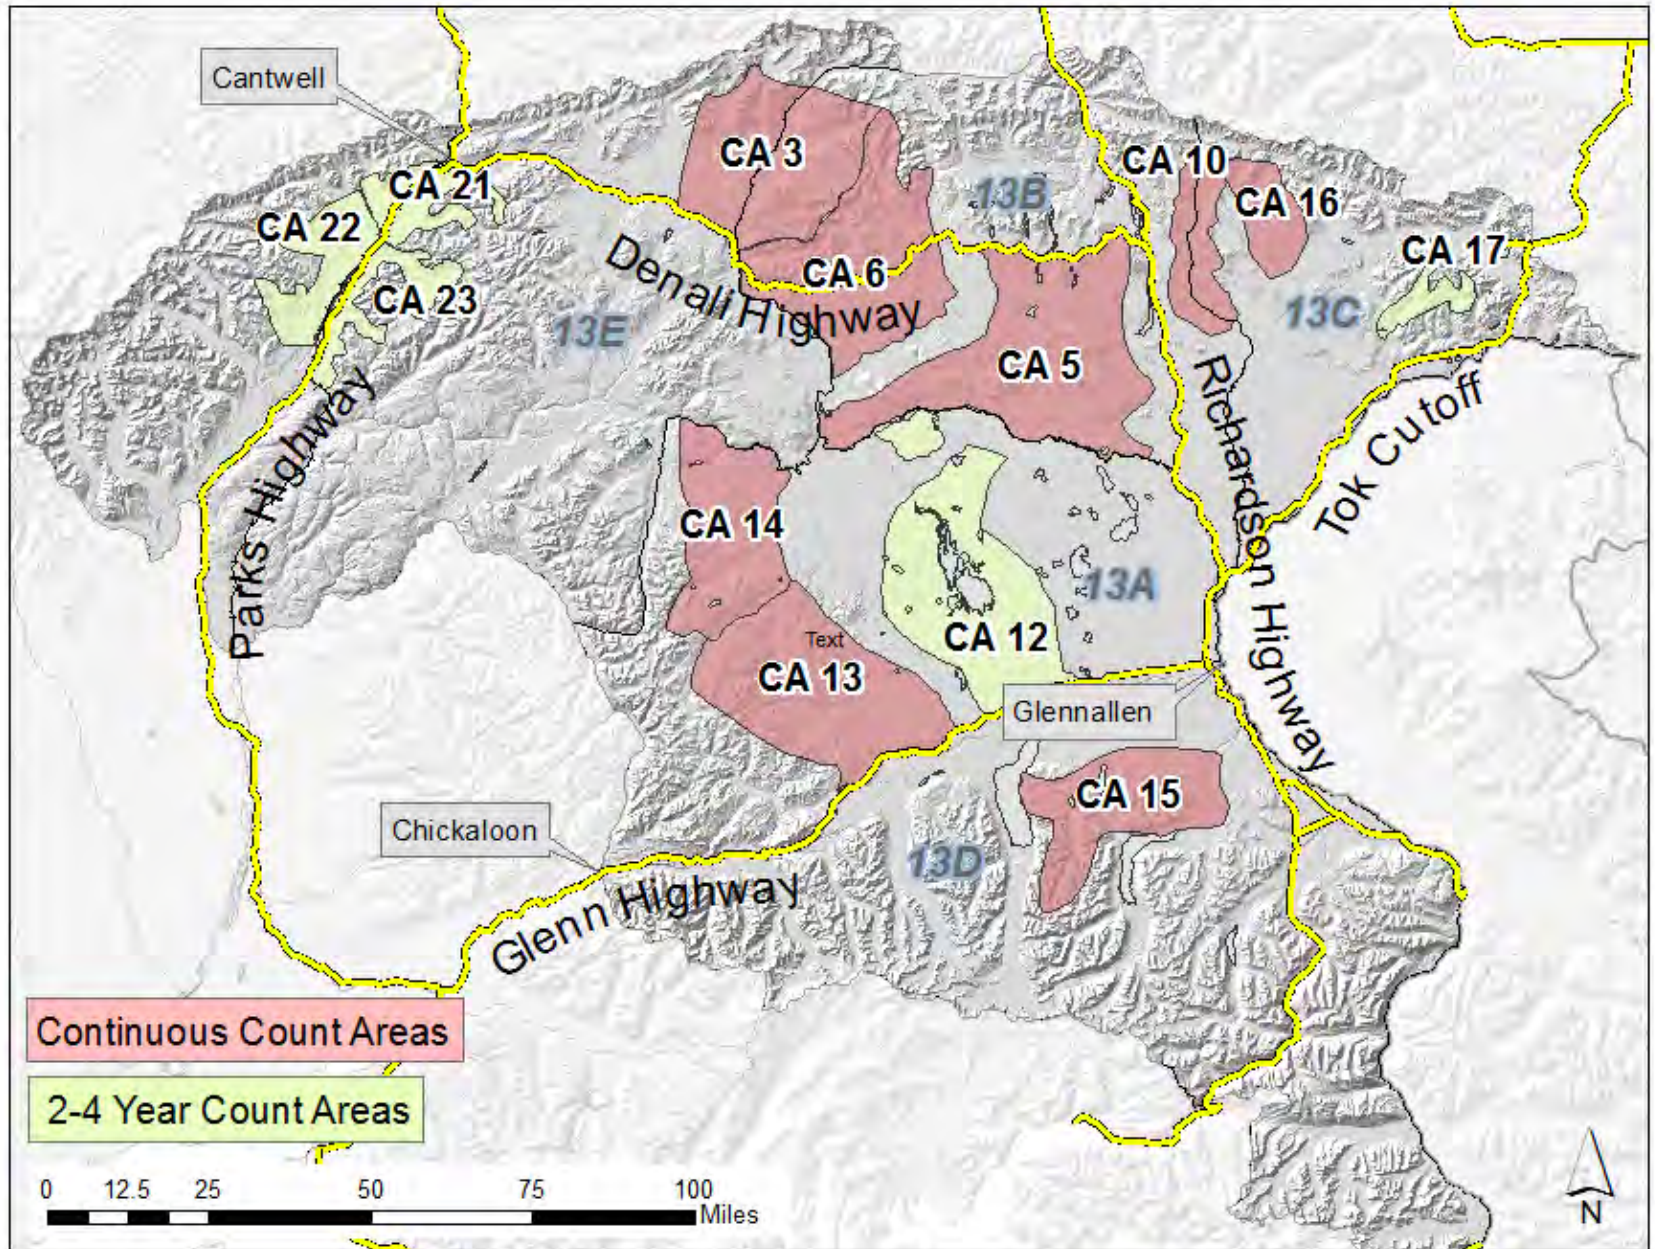 Cantwell
CA 3
CA 10
CA 21
13B
CA 16
CA 22
CA 17
CA 6
CA 23
Denali Highway
13E
13C
CA 5
Richardson Highway
Parks Highway
Tok Cutoff
CA 14
13A
CA 12
Text
CA 13
Glennallen
CA 15
Chickaloon
13D
Glenn Highway
Continuous Count Areas
2-4 Year Count Areas
0 12.5 25 50 75 100
Miles
N